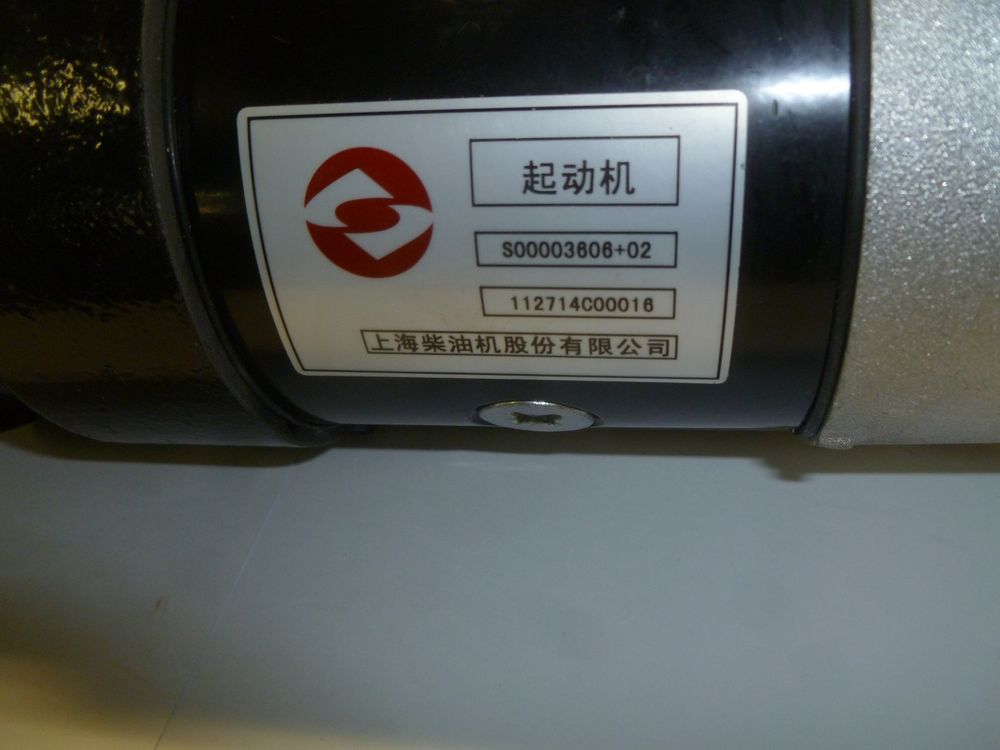 起动机
S00003606+02
112714C00016
上海柴油机股份有限公司